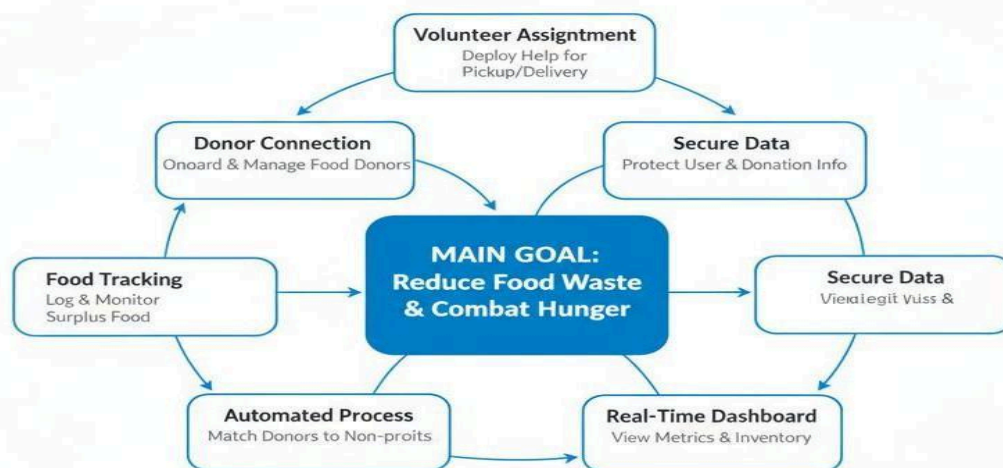 Volunteer Assigntment
Deploy Help for
Pickup/Delivery
Donor Connection
Onoard & Manage Food Donors
Secure Data
Protect User & Donation Info
MAIN GOAL:
Reduce Food Waste
& Combat Hunger
Food Tracking
Log & Monitor
Surplus Food
Secure Data
&
Automated Process
Match Donors to Non-proits
Real-Time Dashboard
View Metrics & Inventory